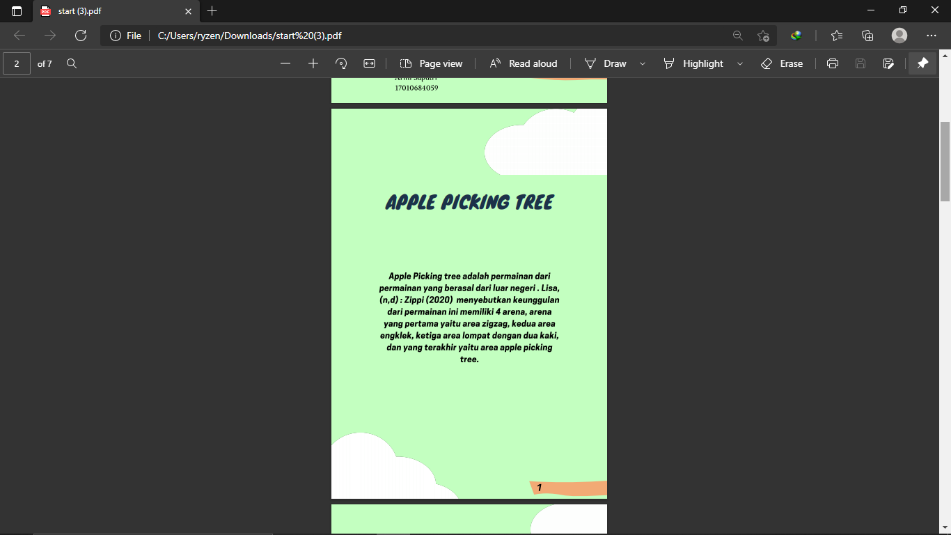 start (3).pdf
File
C:/Users/ryzen/Downloads/start%20(3).pdf
2 of 7
Page view
Read aloud
Draw
Highlight
Erase
17010684059
APPLE PICKING TREE
Apple Picking tree adalah permainan dari
permainan yang berasal dari luar negeri . Lisa,
(n,d) : Zippi (2020) menyebutkan keunggulan
dari permainan ini memiliki 4 arena, arena
yang pertama yaitu area zigzag, kedua area
engklek, ketiga area lompat dengan dua kaki,
dan yang terakhir yaitu area apple picking
tree.
1